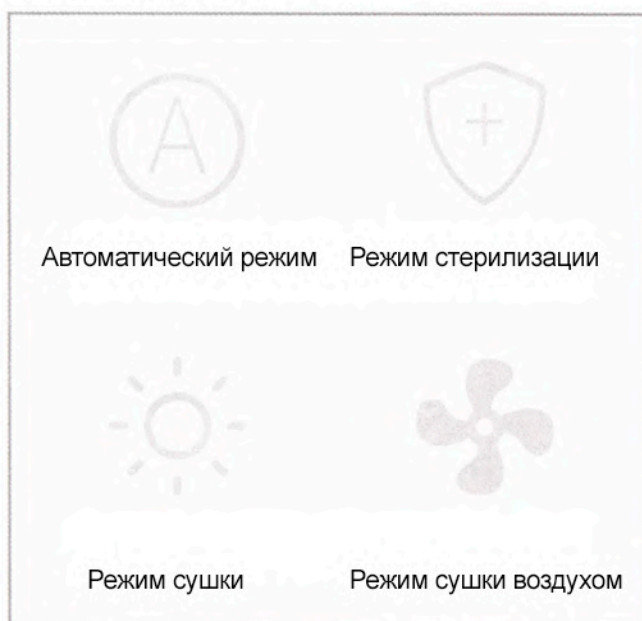 A
Автоматический режим
Режим стерилизации
Режим сушки
Режим сушки воздухом